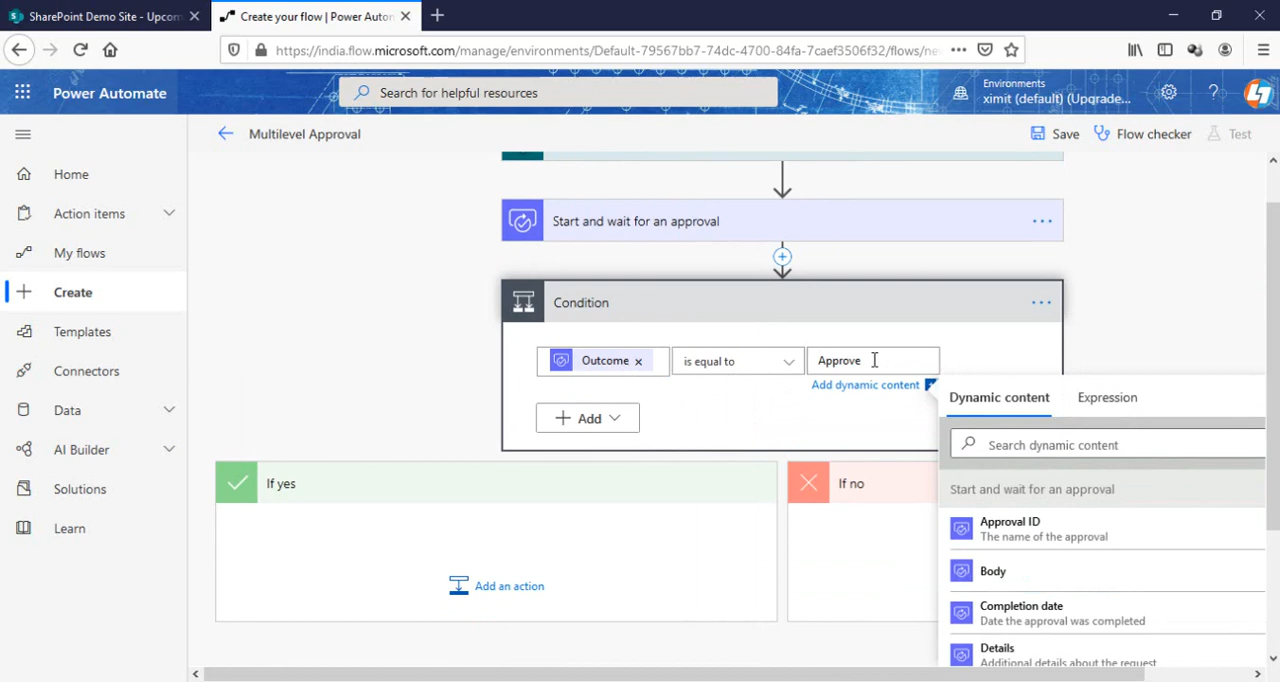 SharePoint Demo Site - Upcom
Create your flow | Power Autom
https://india.flow.microsoft.com/manage/environments/Default-79567bb7-74dc-4700-84fa-7caef3506f32/flows/ne
Power Automate
Search for helpful resources
Environments
ximit (default) (Upgrade...
Multilevel Approval
Save
Flow checker
Test
Home
Action items
My flows
Create
Templates
Connectors
Data
AI Builder
Solutions
Learn
Start and wait for an approval
Condition
Outcome
is equal to
Approve
Add dynamic content
Add
If yes
If no
Add an action
Dynamic content
Expression
Search dynamic content
Start and wait for an approval
Approval ID
The name of the approval
Body
Completion date
Date the approval was completed
Details
Additional details about the request